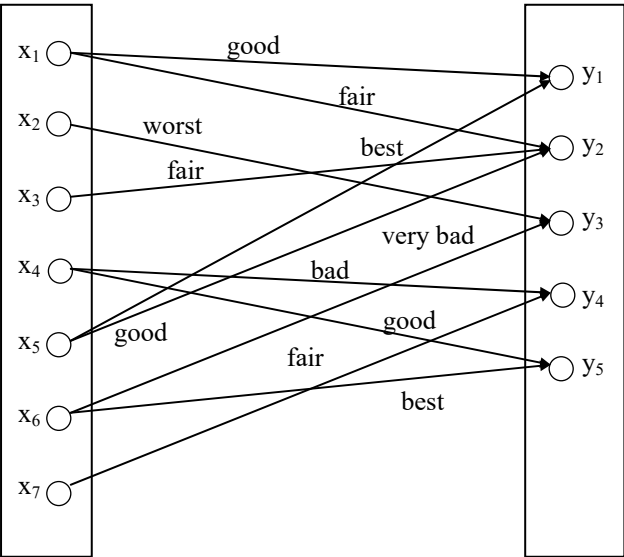 good
x1
y1
fair
x2
worst
best
y2
fair
x3
y3
very bad
x4
bad
y4
good
good
x5
fair
y5
best
x6
x7